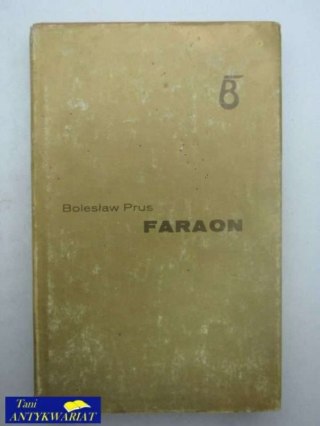 B
Bolesław Prus
FARAON
Tani
ANTYKWARIAT